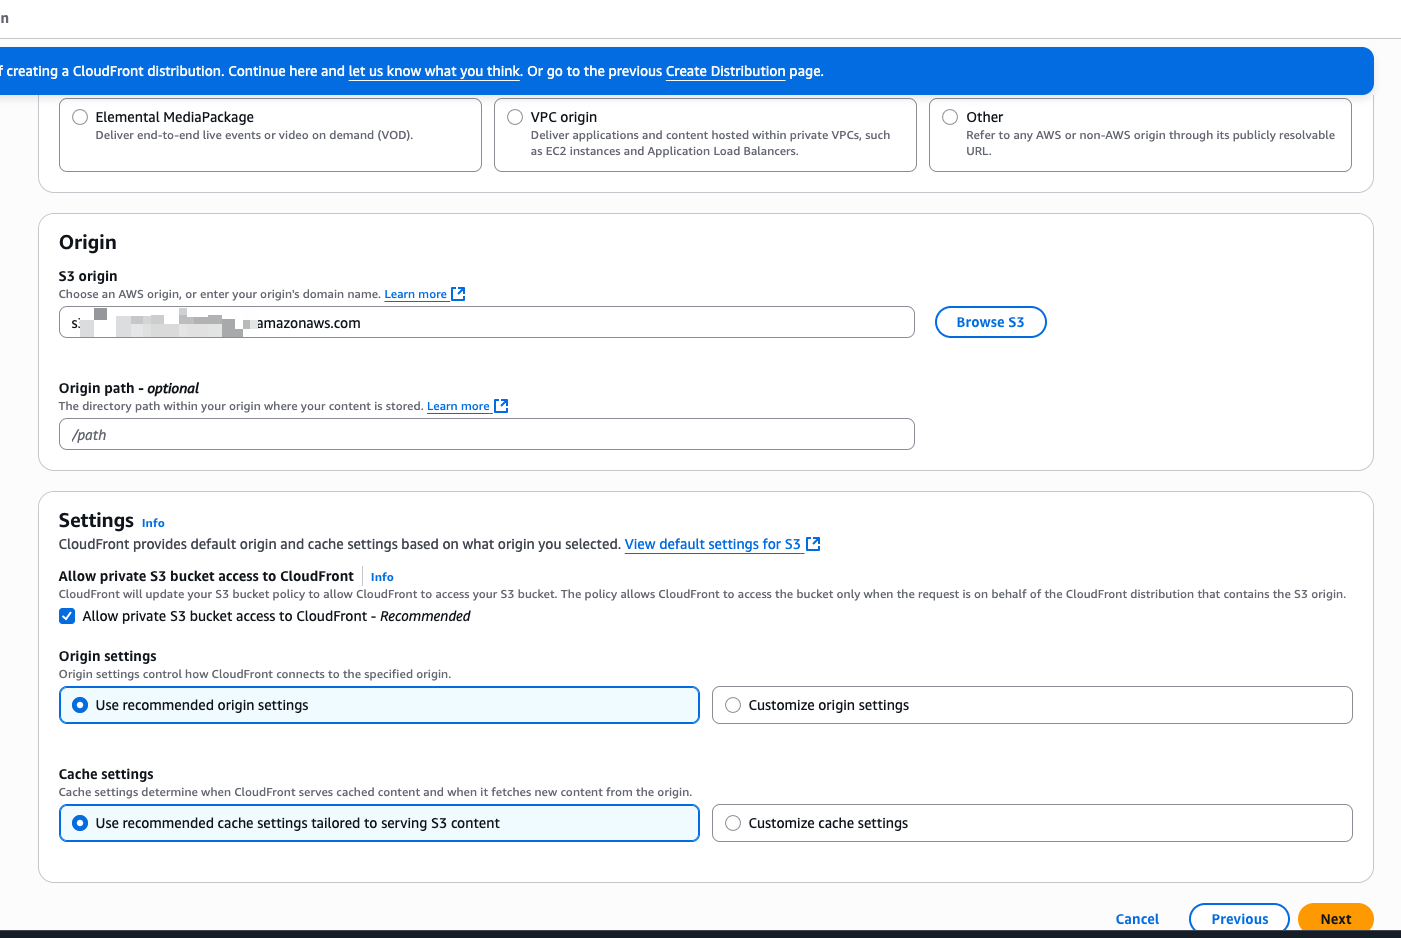 n
f creating a CloudFront distribution. Continue here and let us know what you think. Or go to the previous Create Distribution page.
Elemental MediaPackage
Deliver end-to-end live events or video on demand (VOD).
VPC origin
Deliver applications and content hosted within private VPCs, such
as EC2 instances and Application Load Balancers.
Other
Refer to any AWS or non-AWS origin through its publicly resolvable
URL.
Origin
S3 origin
Choose an AWS origin, or enter your origin's domain name. Learn more
amazonaws.com
Browse S3
Origin path - optional
The directory path within your origin where your content is stored. Learn more
/path
Settings Info
CloudFront provides default origin and cache settings based on what origin you selected. View default settings for S3
Allow private S3 bucket access to CloudFront Info
CloudFront will update your S3 bucket policy to allow CloudFront to access your S3 bucket. The policy allows CloudFront to access the bucket only when the request is on behalf of the CloudFront distribution that contains the S3 origin.
Allow private S3 bucket access to CloudFront - Recommended
Origin settings
Origin settings control how CloudFront connects to the specified origin.
Use recommended origin settings
Customize origin settings
Cache settings
Cache settings determine when CloudFront serves cached content and when it fetches new content from the origin.
Use recommended cache settings tailored to serving S3 content
Customize cache settings
Cancel
Previous
Next